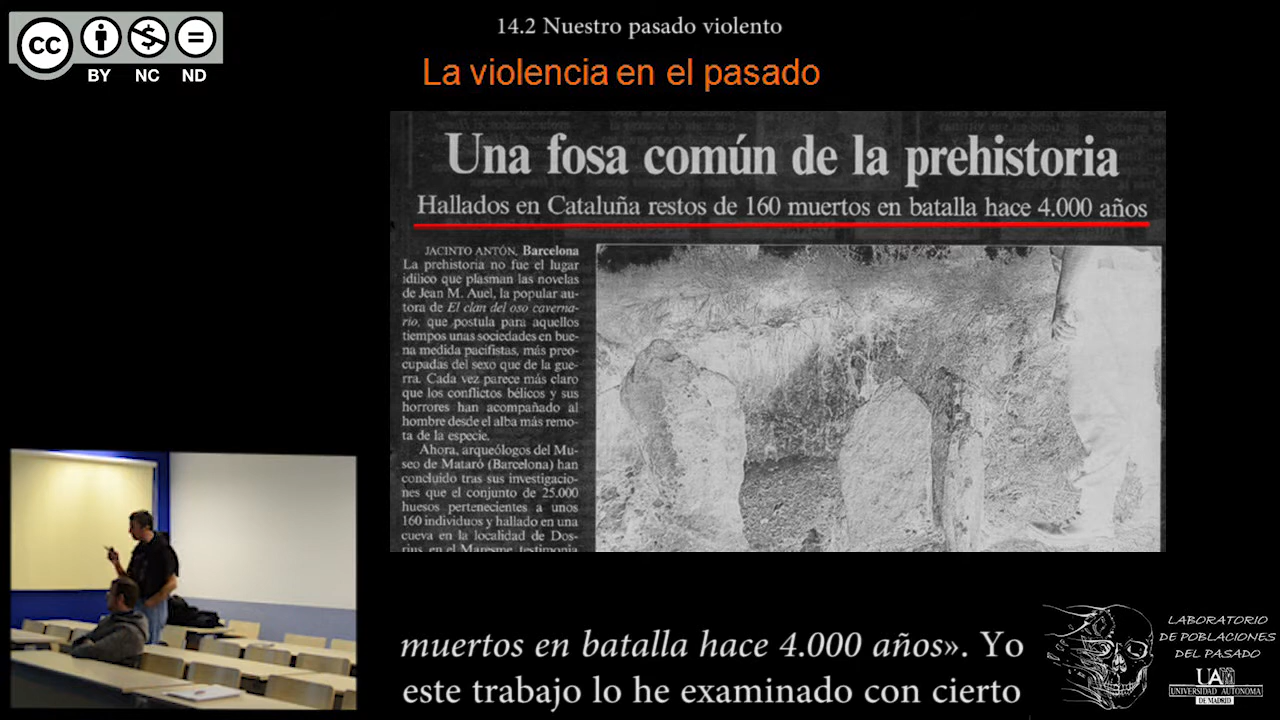 14.2 Nuestro pasado violento
La violencia en el pasado
cc
BY NC ND
Una fosa común de la prehistoria
Hallados en Cataluña restos de 160 muertos en batalla hace 4.000 años
JACINTO ANTÓN, Barcelona
La prehistoria no fue el lugar
idílico que plasman las novelas
de Jean M. Auel, la popular au-
tora de El clan del oso caverna-
rio, que postula para aquellos
tiempos unas sociedades en bue-
na medida pacifistas, más preo-
cupadas del sexo que de la gue-
rra. Cada vez parece más claro
que los conflictos bélicos y sus
horrores han acompañado al
hombre desde el alba más remo-
ta de la especie.
Ahora, arqueólogos del Mu-
seo de Mataró (Barcelona) han
concluido tras sus investigacio-
nes que el conjunto de 25.000
huesos pertenecientes a unos
160 individuos y hallado en una
cueva en la localidad de Dos-
rius, en el Maresme, testimonia
muertos en batalla hace 4.000 años». Yo
este trabajo lo he examinado con cierto
LABORATORIO
DE POBLACIONES
DEL PASADO
UAM
UNIVERSIDAD AUTONOMA
DE MADRID